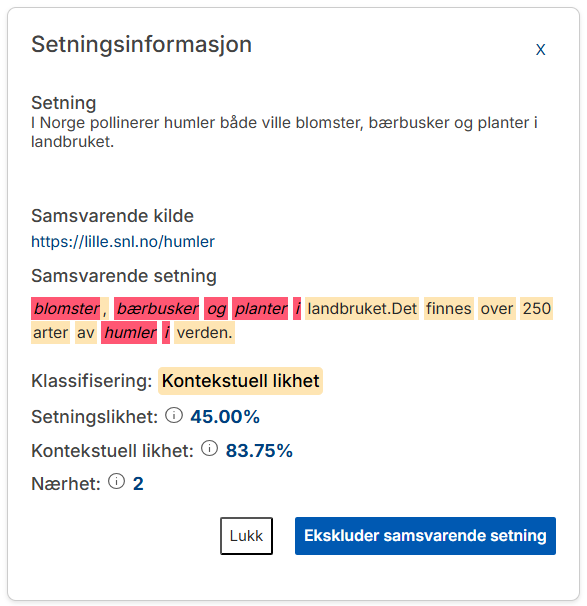 Setningsinformasjon
X
Setning
I Norge pollinerer humler både ville blomster, bærbusker og planter i
landbruket.
Samsvarende kilde
https://lille.snl.no/humler
Samsvarende setning
blomster , bærbusker og planter i landbruket.Det finnes over 250
arter av humler i verden.
Klassifisering: Kontekstuell likhet
Setningslikhet: i 45.00%
Kontekstuell likhet: i 83.75%
Nærhet: i 2
Lukk Ekskluder samsvarende setning